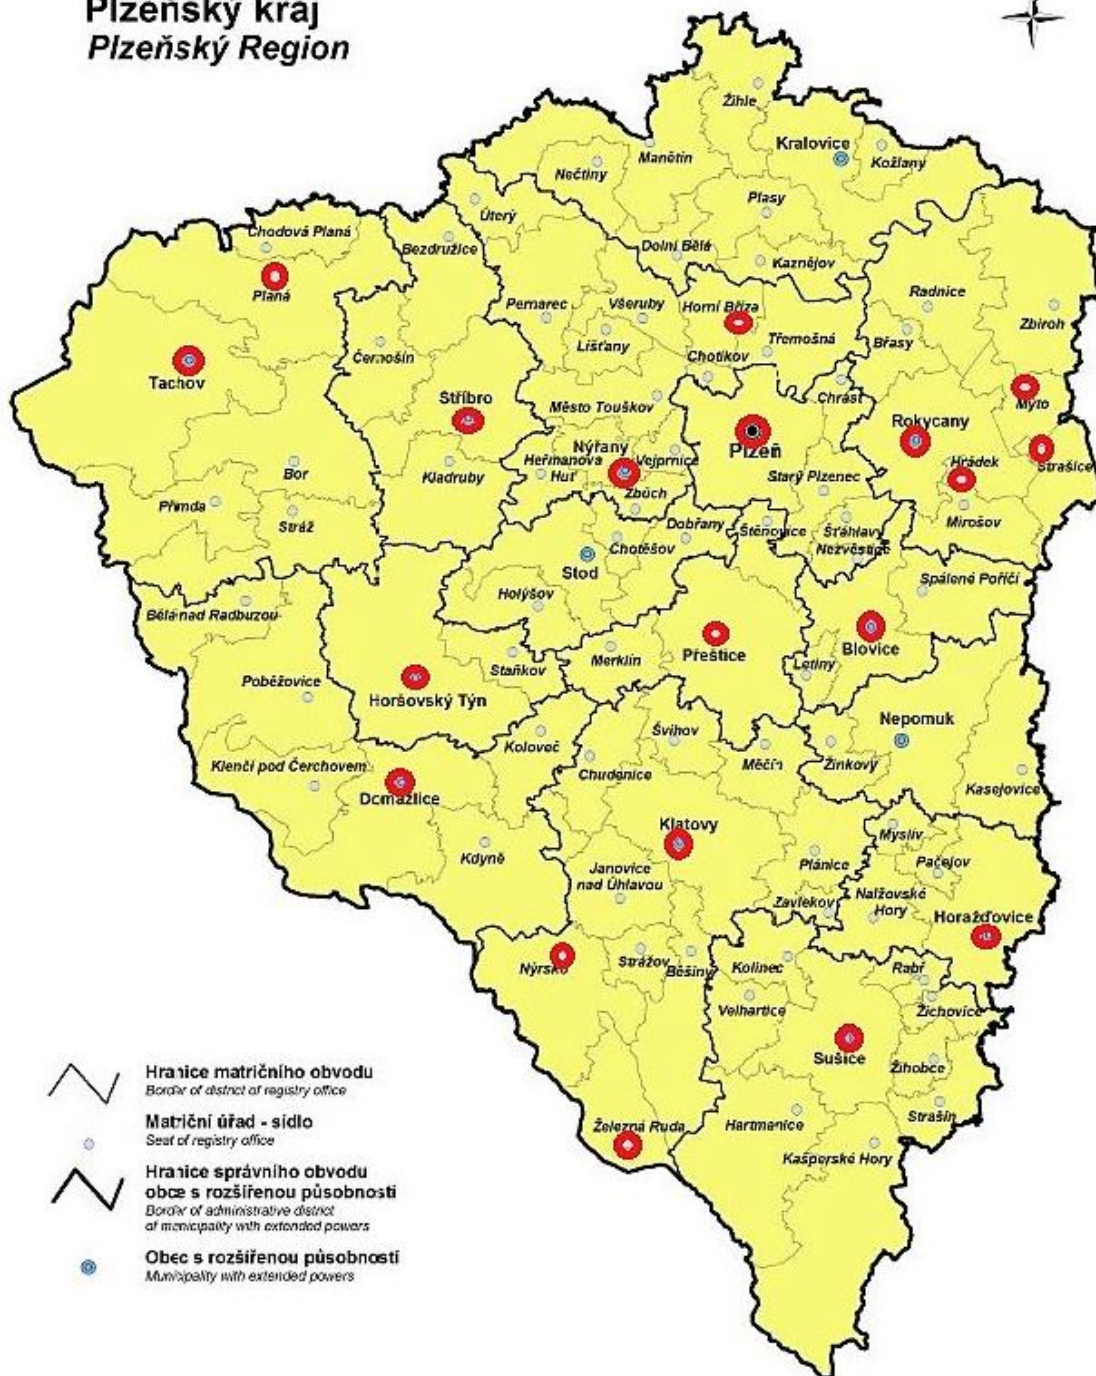 Plzeňský kraj
Plzeňský Region
Žihle
Kralovice
Manětín
Kožlany
Nečtiny
Plasy
Úterý
Chodová Planá
Bezdružice
Dolní Bělá
Kaznějov
Planá
Pernarec
Všeruby
Horní Bříza
Radnice
Zbiroh
Černošín
Líšťany
Třemošná
Břasy
Chotíkov
Tachov
Stříbro
Město Touškov
Chrást
Mýto
Rokycany
Nýřany
Plzeň
Heřmanova
Huť
Vejprnice
Hrádek
Strašice
Bor
Kladruby
Zbůch
Starý Plzenec
Přimda
Stráž
Dobřany
Štěnovice
Šťáhlavy
Mirošov
Chotěšov
Nezvěstice
Stod
Spálené Poříčí
Holýšov
Bělá nad Radbuzou
Merklín
Přeštice
Blovice
Staňkov
Letiny
Poběžovice
Horšovský Týn
Nepomuk
Švihov
Koloveč
Klenčí pod Čerchovem
Chudenice
Měčín
Žinkovy
Kasejovice
Domažlice
Klatovy
Myslív
Kdyně
Plánice
Pačejov
Janovice
nad Úhlavou
Nalžovské
Hory
Zavlekov
Horažďovice
Nýrsko
Strážov
Běšiny
Kolinec
Rabí
Velhartice
Žichovice
Sušice
Žihobce
Hartmanice
Strašín
Železná Ruda
Kašperské Hory
Hranice matričního obvodu
Border of district of registry office
Matriční úřad - sídlo
Seat of registry office
Hranice správního obvodu
obce s rozšířenou působností
Border of administrative district
of municipality with extended powers
Obec s rozšířenou působností
Municipality with extended powers